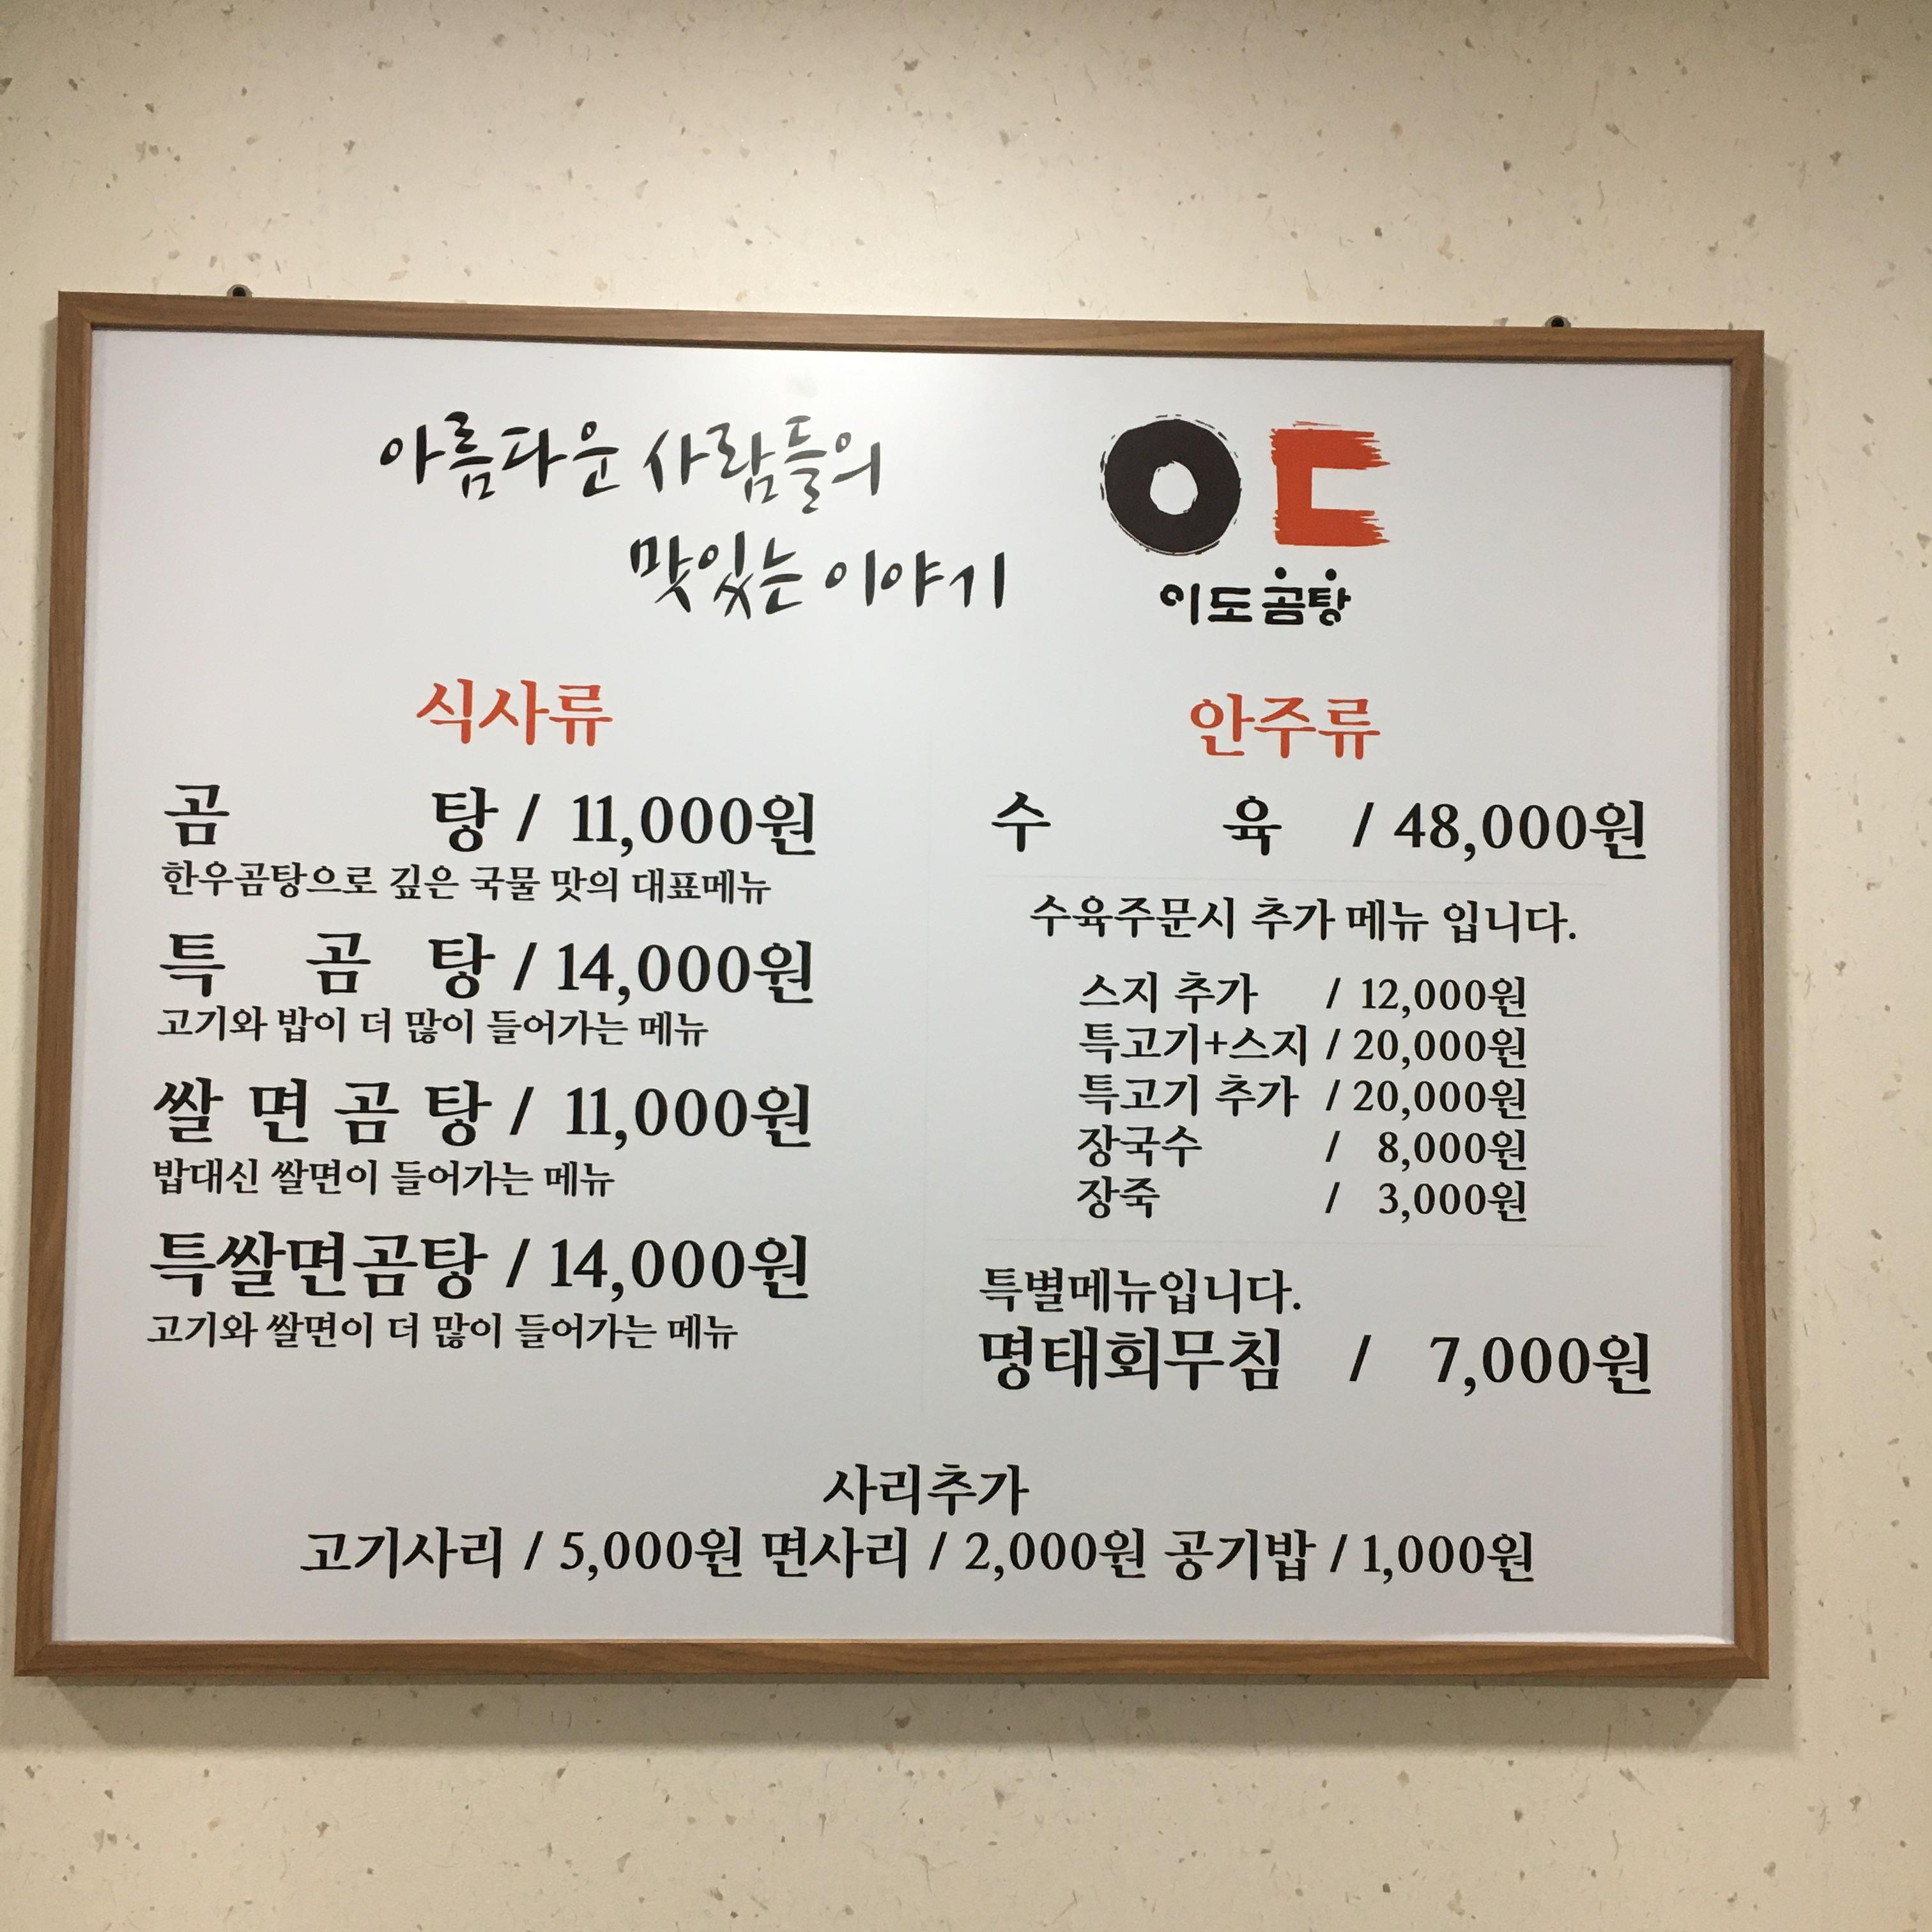 아름다운 사람들의
맛있는 이야기
ㅇㄷ
이도곰탕
식사류
곰 탕 / 11,000원
한우곰탕으로 깊은 국물 맛의 대표메뉴
특 곰 탕 / 14,000원
고기와 밥이 더 많이 들어가는 메뉴
쌀 면 곰 탕 / 11,000원
밥대신 쌀면이 들어가는 메뉴
특쌀면곰탕 / 14,000원
고기와 쌀면이 더 많이 들어가는 메뉴
안주류
수 육 / 48,000원
수육주문시 추가 메뉴 입니다.
스지 추가 / 12,000원
특고기+스지 / 20,000원
특고기 추가 / 20,000원
장국수 / 8,000원
장죽 / 3,000원
특별메뉴입니다.
명태회무침 / 7,000원
사리추가
고기사리 / 5,000원 면사리 / 2,000원 공기밥 / 1,000원